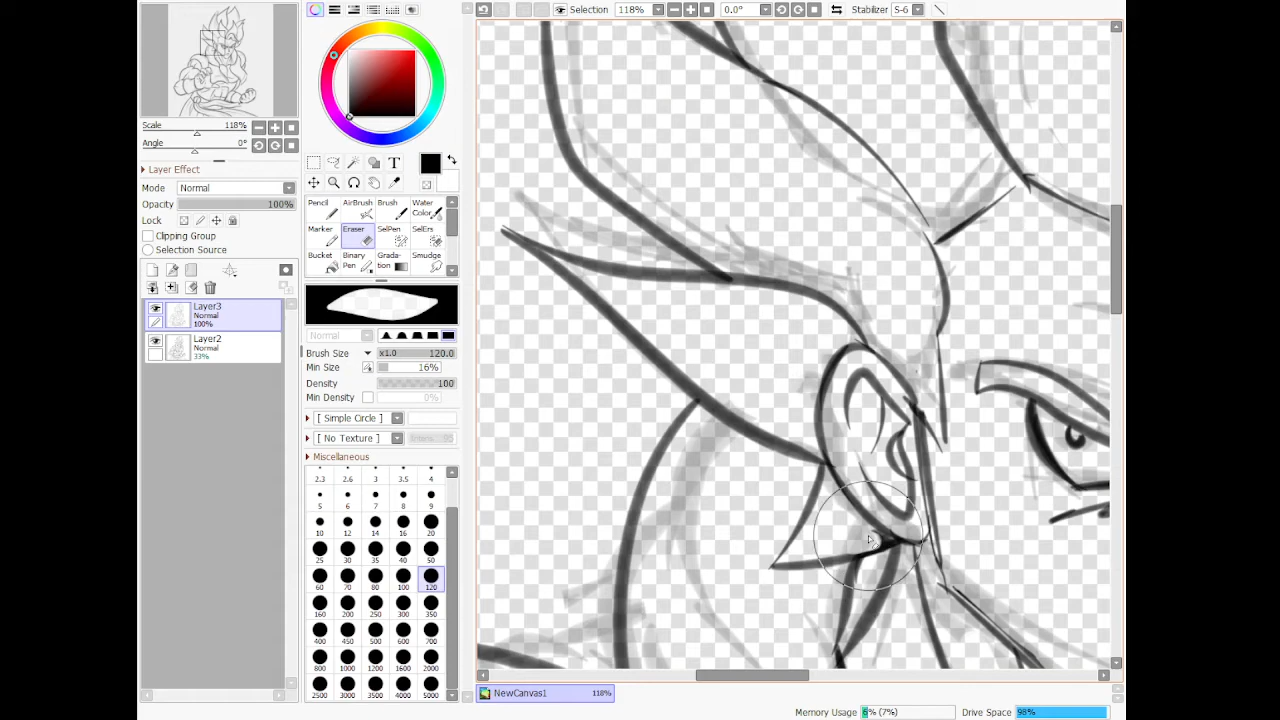 Selection 118% 0.0° Stabilizer S-6
Scale 118%
Angle 0°
Layer Effect
Mode Normal
Opacity 100%
Lock
Clipping Group
Selection Source
Layer3
Normal
100%
Layer2
Normal
33%
T
Pencil AirBrush Brush Water Color
Marker Eraser SelPen SelErs
Bucket Binary Pen Grada-tion Smudge
Normal
Brush Size x1.0 120.0
Min Size 16%
Density 100
Min Density 0%
[ Simple Circle ]
[ No Texture ]
Miscellaneous
2.3 2.6 3 3.5 4
5 6 7 8 9
10 12 14 16 20
25 30 35 40 50
60 70 80 100 120
160 200 250 300 350
400 450 500 600 700
800 1000 1200 1600 2000
2500 3000 3500 4000 5000
NewCanvas1 118%
Memory Usage 6% (7%) Drive Space 98%